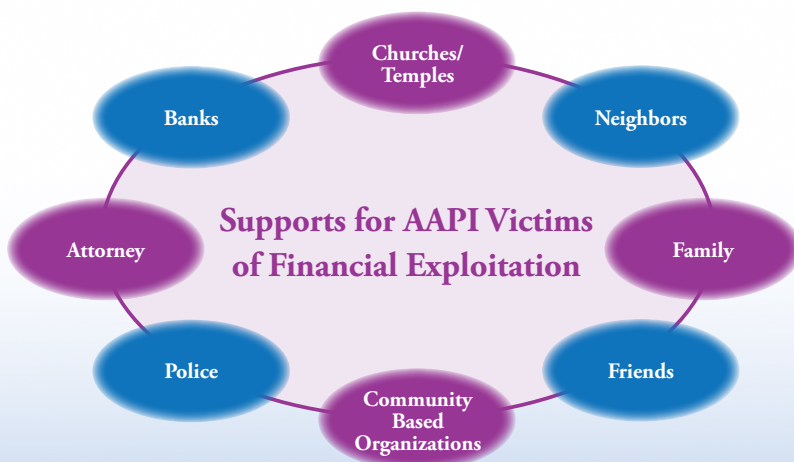 Churches/
Temples
Banks
Neighbors
Supports for AAPI Victims
of Financial Exploitation
Attorney
Family
Police
Friends
Community
Based
Organizations